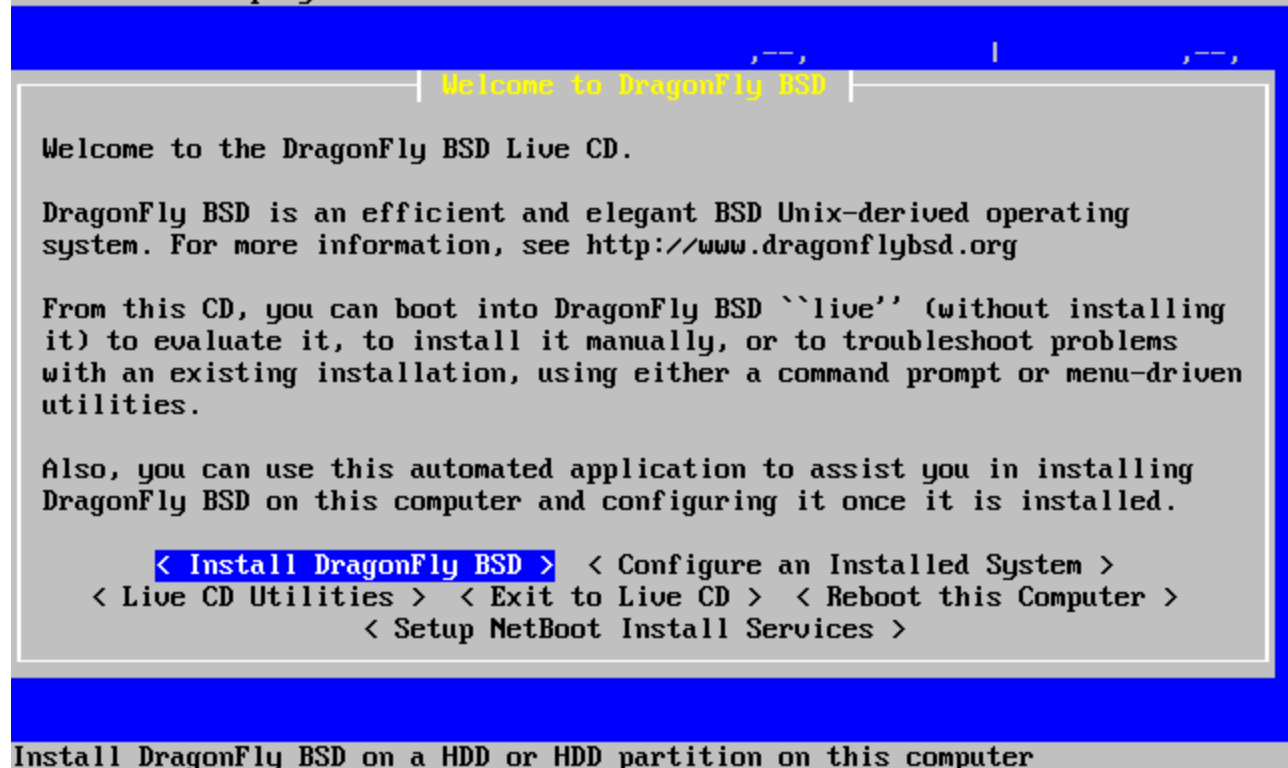 Welcome to DragonFly BSD
Welcome to the DragonFly BSD Live CD.
DragonFly BSD is an efficient and elegant BSD Unix-derived operating
system. For more information, see http://www.dragonflybsd.org
From this CD, you can boot into DragonFly BSD ``live'' (without installing
it) to evaluate it, to install it manually, or to troubleshoot problems
with an existing installation, using either a command prompt or menu-driven
utilities.
Also, you can use this automated application to assist you in installing
DragonFly BSD on this computer and configuring it once it is installed.
< Install DragonFly BSD > < Configure an Installed System >
< Live CD Utilities > < Exit to Live CD > < Reboot this Computer >
< Setup NetBoot Install Services >
Install DragonFly BSD on a HDD or HDD partition on this computer